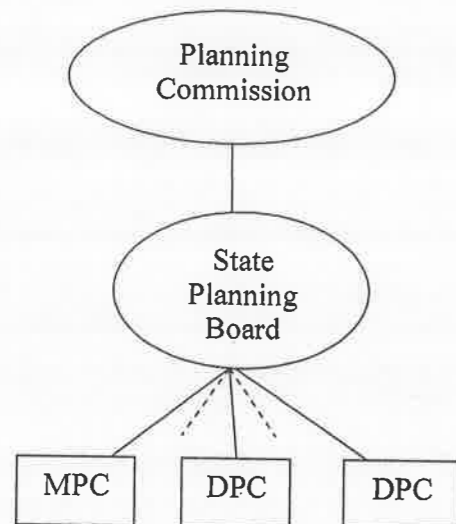 Planning
Commission
State
Planning
Board
MPC
DPC
DPC